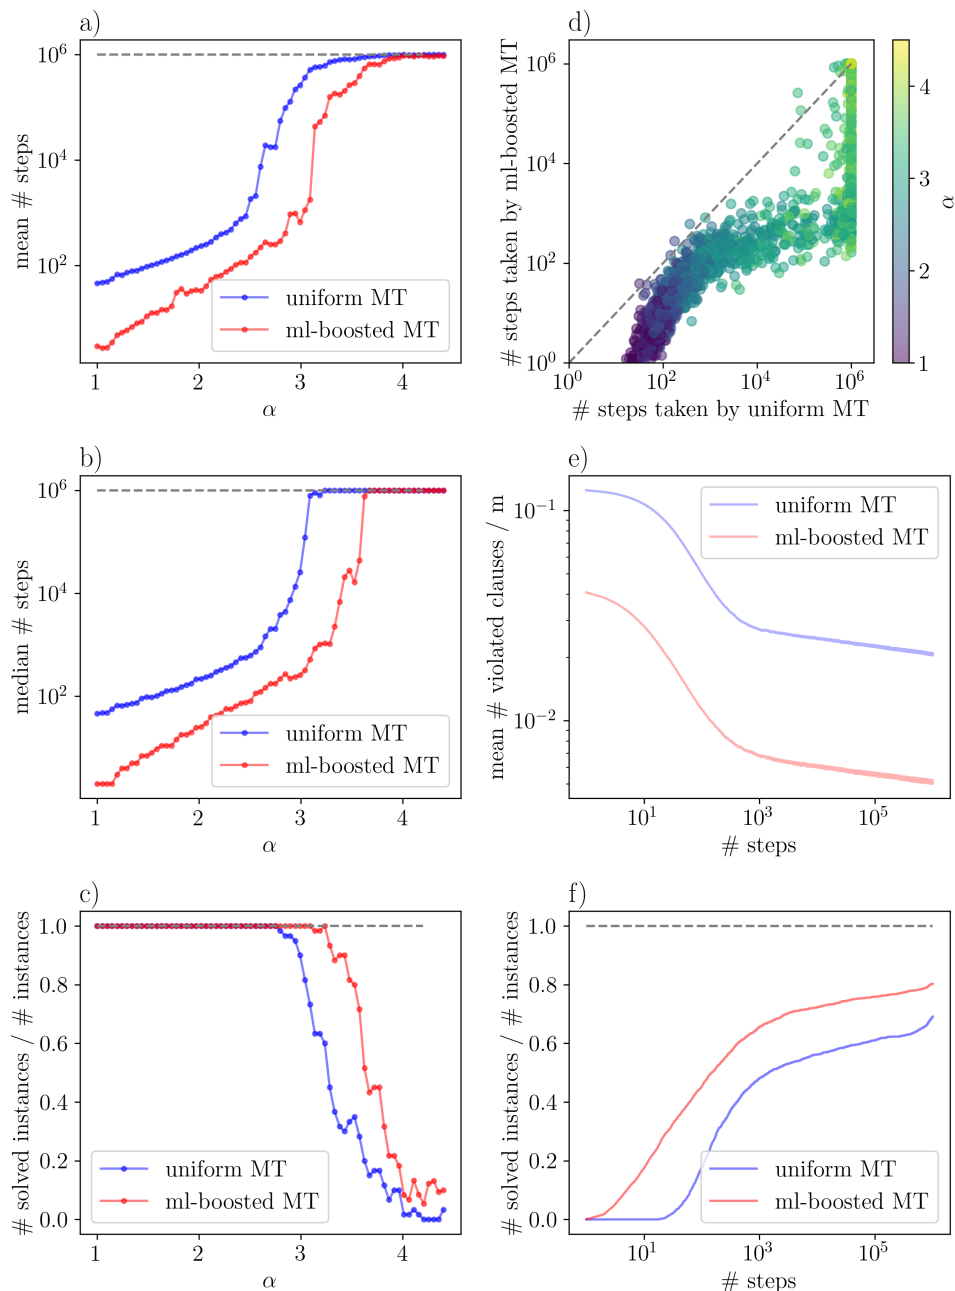 a)
mean # steps
10^6
10^4
10^2
uniform MT
ml-boosted MT
1 2 3 4
α
d)
# steps taken by ml-boosted MT
10^6
10^4
10^2
10^0
10^0 10^2 10^4 10^6
# steps taken by uniform MT
4
3
2
1
α
b)
median # steps
10^6
10^4
10^2
uniform MT
ml-boosted MT
1 2 3 4
α
e)
mean # violated clauses / m
10^-1
10^-2
uniform MT
ml-boosted MT
10^1 10^3 10^5
# steps
c)
# solved instances / # instances
1.0
0.8
0.6
0.4
0.2
0.0
uniform MT
ml-boosted MT
1 2 3 4
α
f)
# solved instances / # instances
1.0
0.8
0.6
0.4
0.2
0.0
uniform MT
ml-boosted MT
10^1 10^3 10^5
# steps